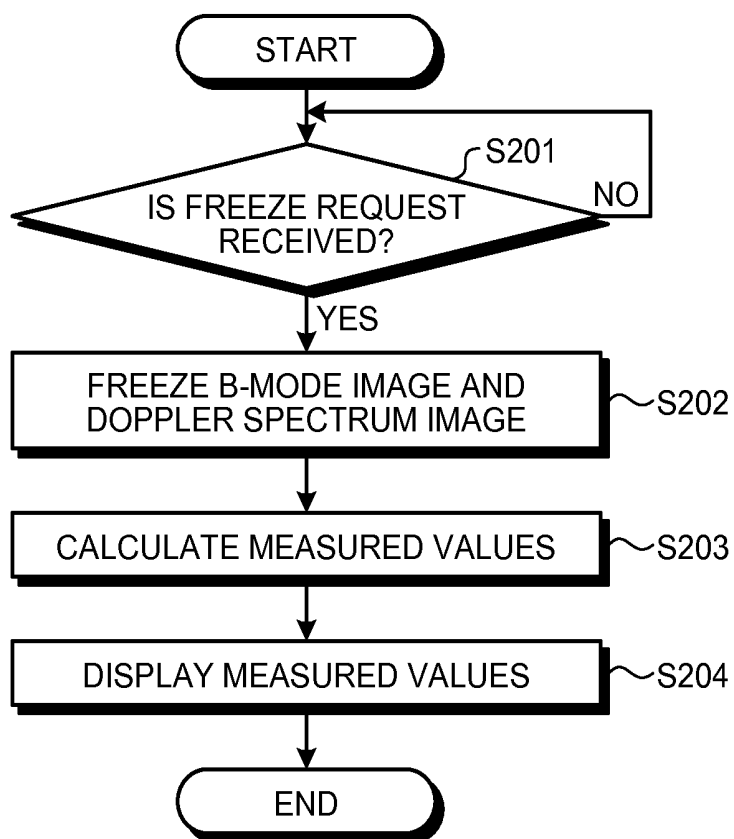 START
S201
IS FREEZE REQUEST
RECEIVED?
NO
YES
FREEZE B-MODE IMAGE AND
DOPPLER SPECTRUM IMAGE
S202
CALCULATE MEASURED VALUES
S203
DISPLAY MEASURED VALUES
S204
END